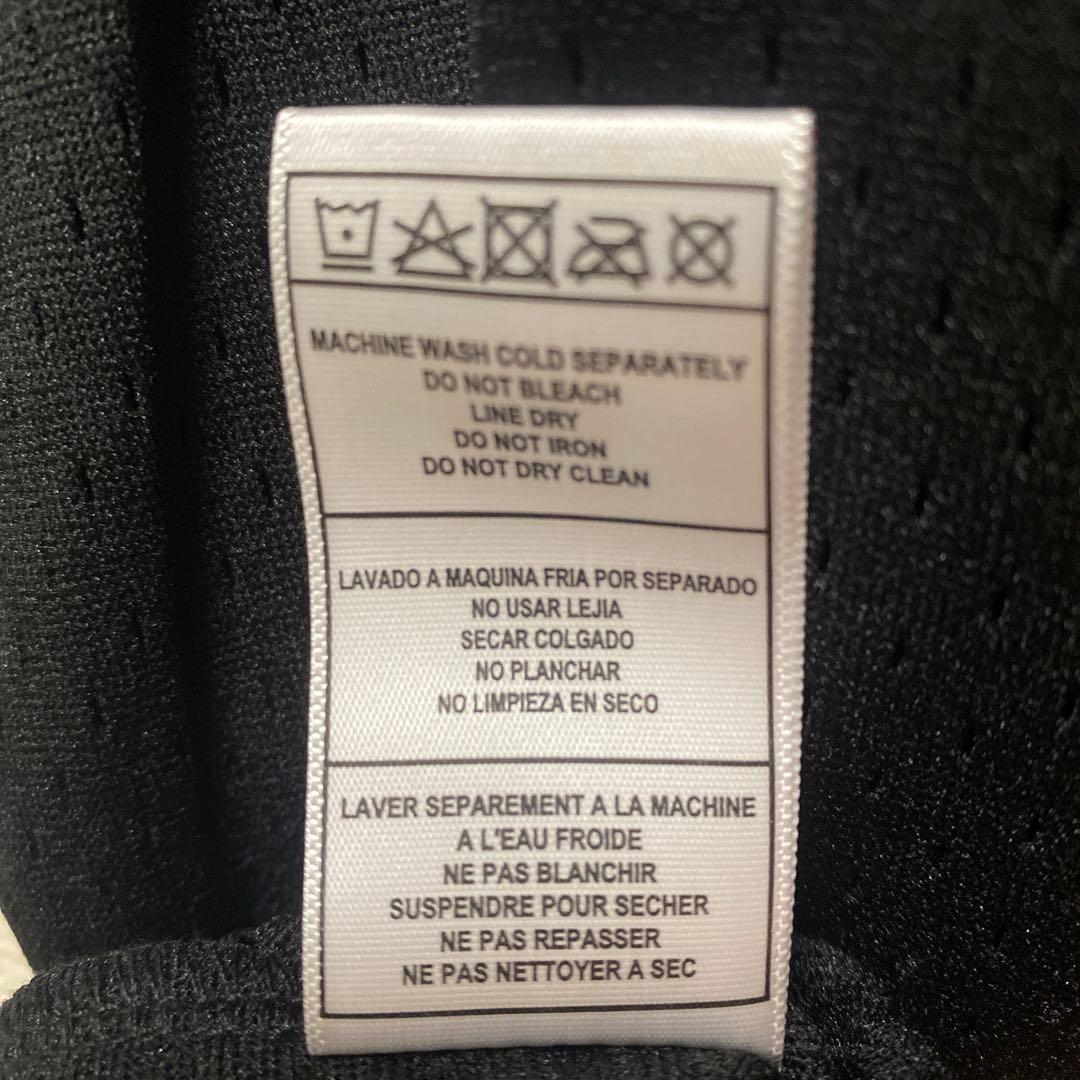 MACHINE WASH COLD SEPARATELY
DO NOT BLEACH
LINE DRY
DO NOT IRON
DO NOT DRY CLEAN
LAVADO A MAQUINA FRIA POR SEPARADO
NO USAR LEJIA
SECAR COLGADO
NO PLANCHAR
NO LIMPIEZA EN SECO
LAVER SEPAREMENT A LA MACHINE
A L'EAU FROIDE
NE PAS BLANCHIR
SUSPENDRE POUR SECHER
NE PAS REPASSER
NE PAS NETTOYER A SEC